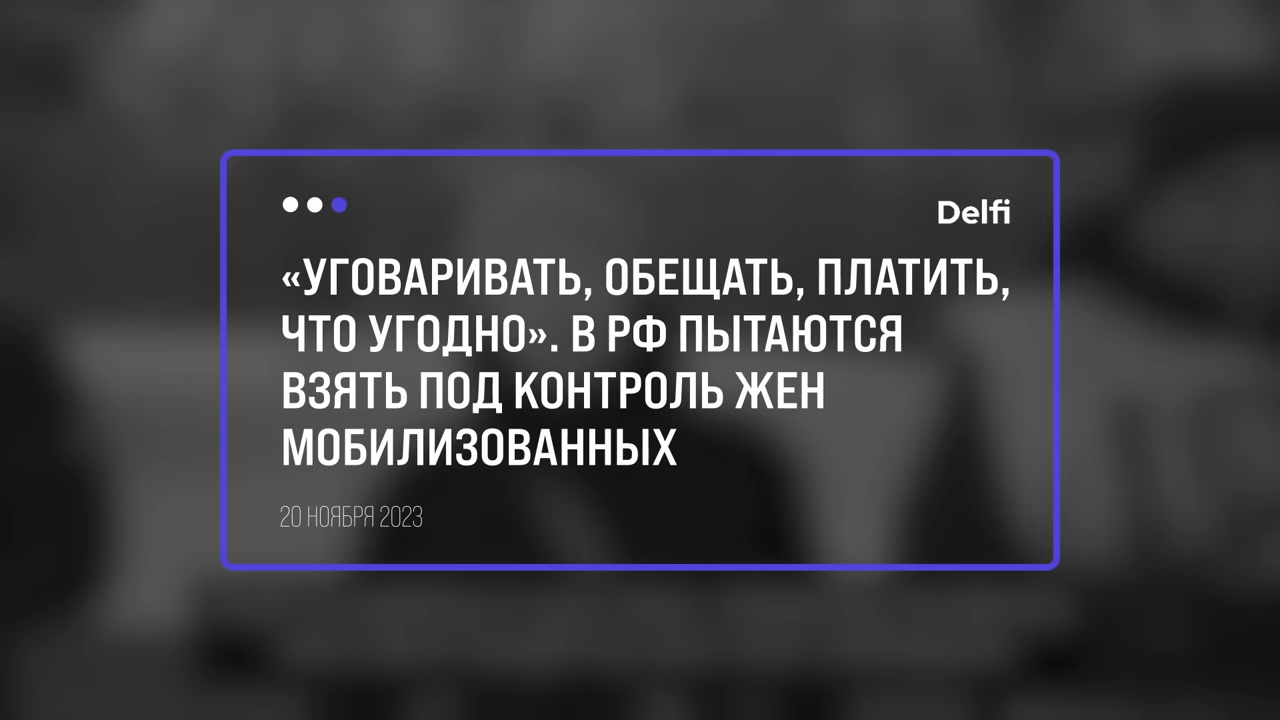 Delfi
«УГОВАРИВАТЬ, ОБЕЩАТЬ, ПЛАТИТЬ,
ЧТО УГОДНО». В РФ ПЫТАЮТСЯ
ВЗЯТЬ ПОД КОНТРОЛЬ ЖЕН
МОБИЛИЗОВАННЫХ
20 НОЯБРЯ 2023